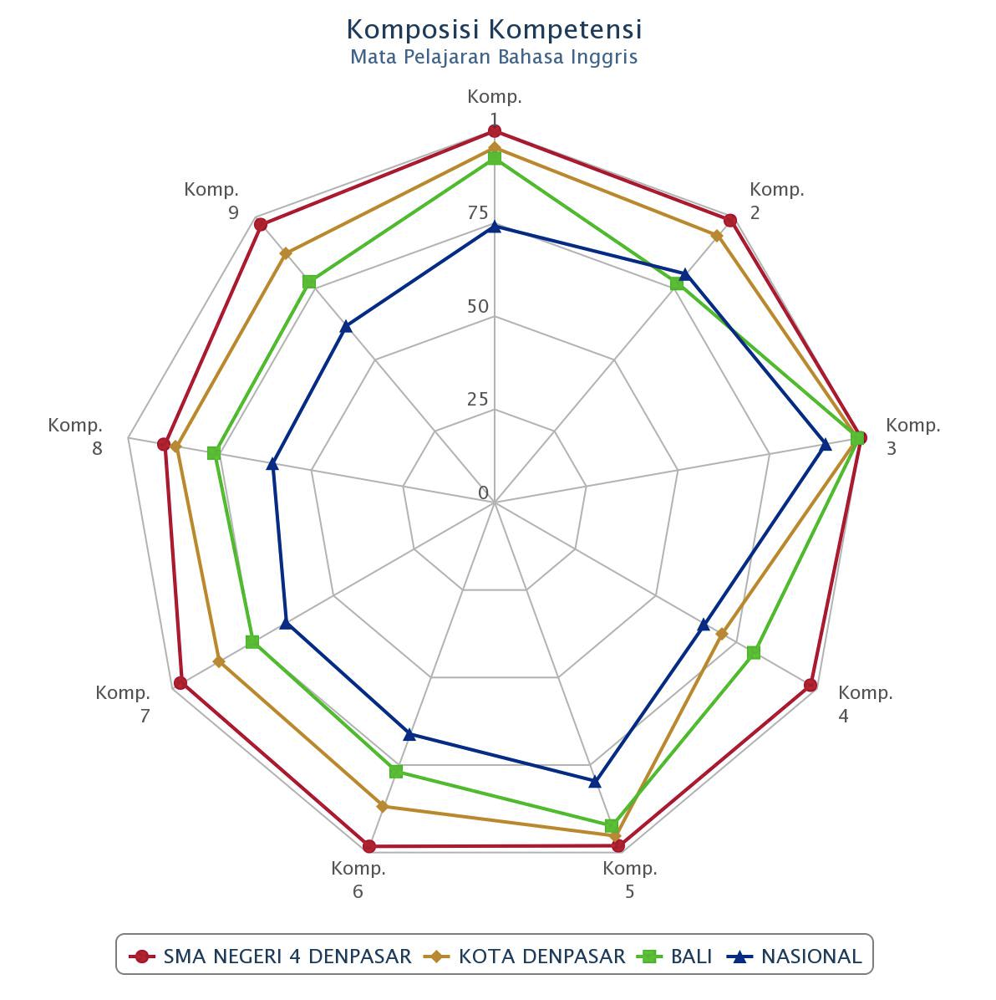 Komposisi Kompetensi
Mata Pelajaran Bahasa Inggris
Komp.
1
Komp.
9
Komp.
2
75
50
25
0
Komp.
8
Komp.
3
Komp.
7
Komp.
4
Komp.
6
Komp.
5
SMA NEGERI 4 DENPASAR KOTA DENPASAR BALI NASIONAL